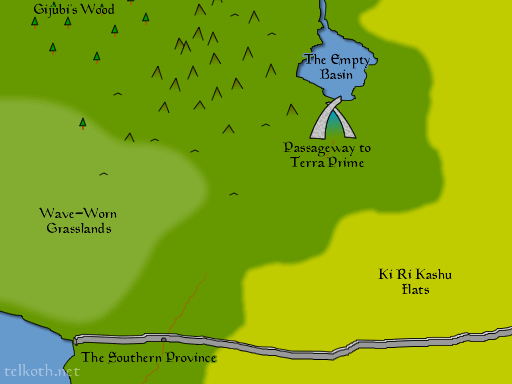 Gijubi's Wood
The Empty
Basin
Passageway to
Terra Prime
Wave-Worn
Grasslands
Ki Ri Kashu
Flats
The Southern Province
telkoth.net